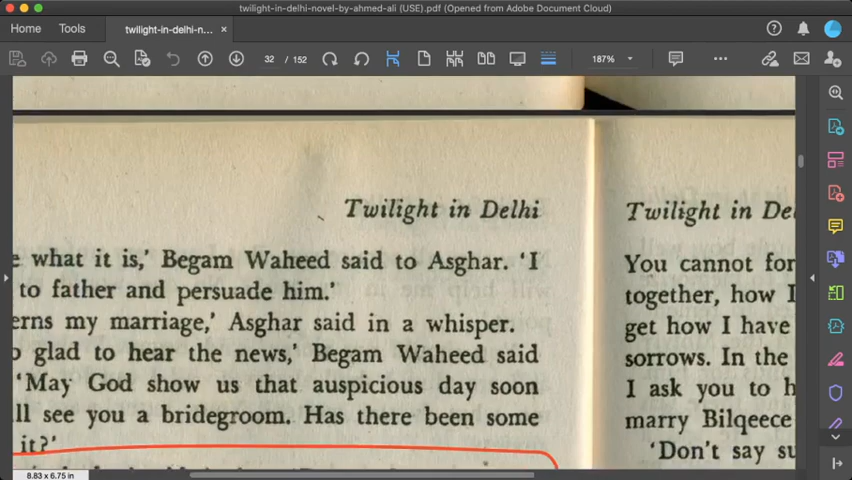 twilight-in-delhi-novel-by-ahmed-ali (USE).pdf (Opened from Adobe Document Cloud)
Home Tools twilight-in-delhi-n... ×
32 / 152 187%
Twilight in Delhi
what it is,' Begam Waheed said to Asghar. 'I
to father and persuade him.'
erns my marriage,' Asghar said in a whisper.
glad to hear the news,' Begam Waheed said
'May God show us that auspicious day soon
ll see you a bridegroom. Has there been some
it?'
Twilight in De
You cannot for
together, how I
get how I have
sorrows. In the
I ask you to h
marry Bilqeece
'Don't say su
8.83 x 6.75 in